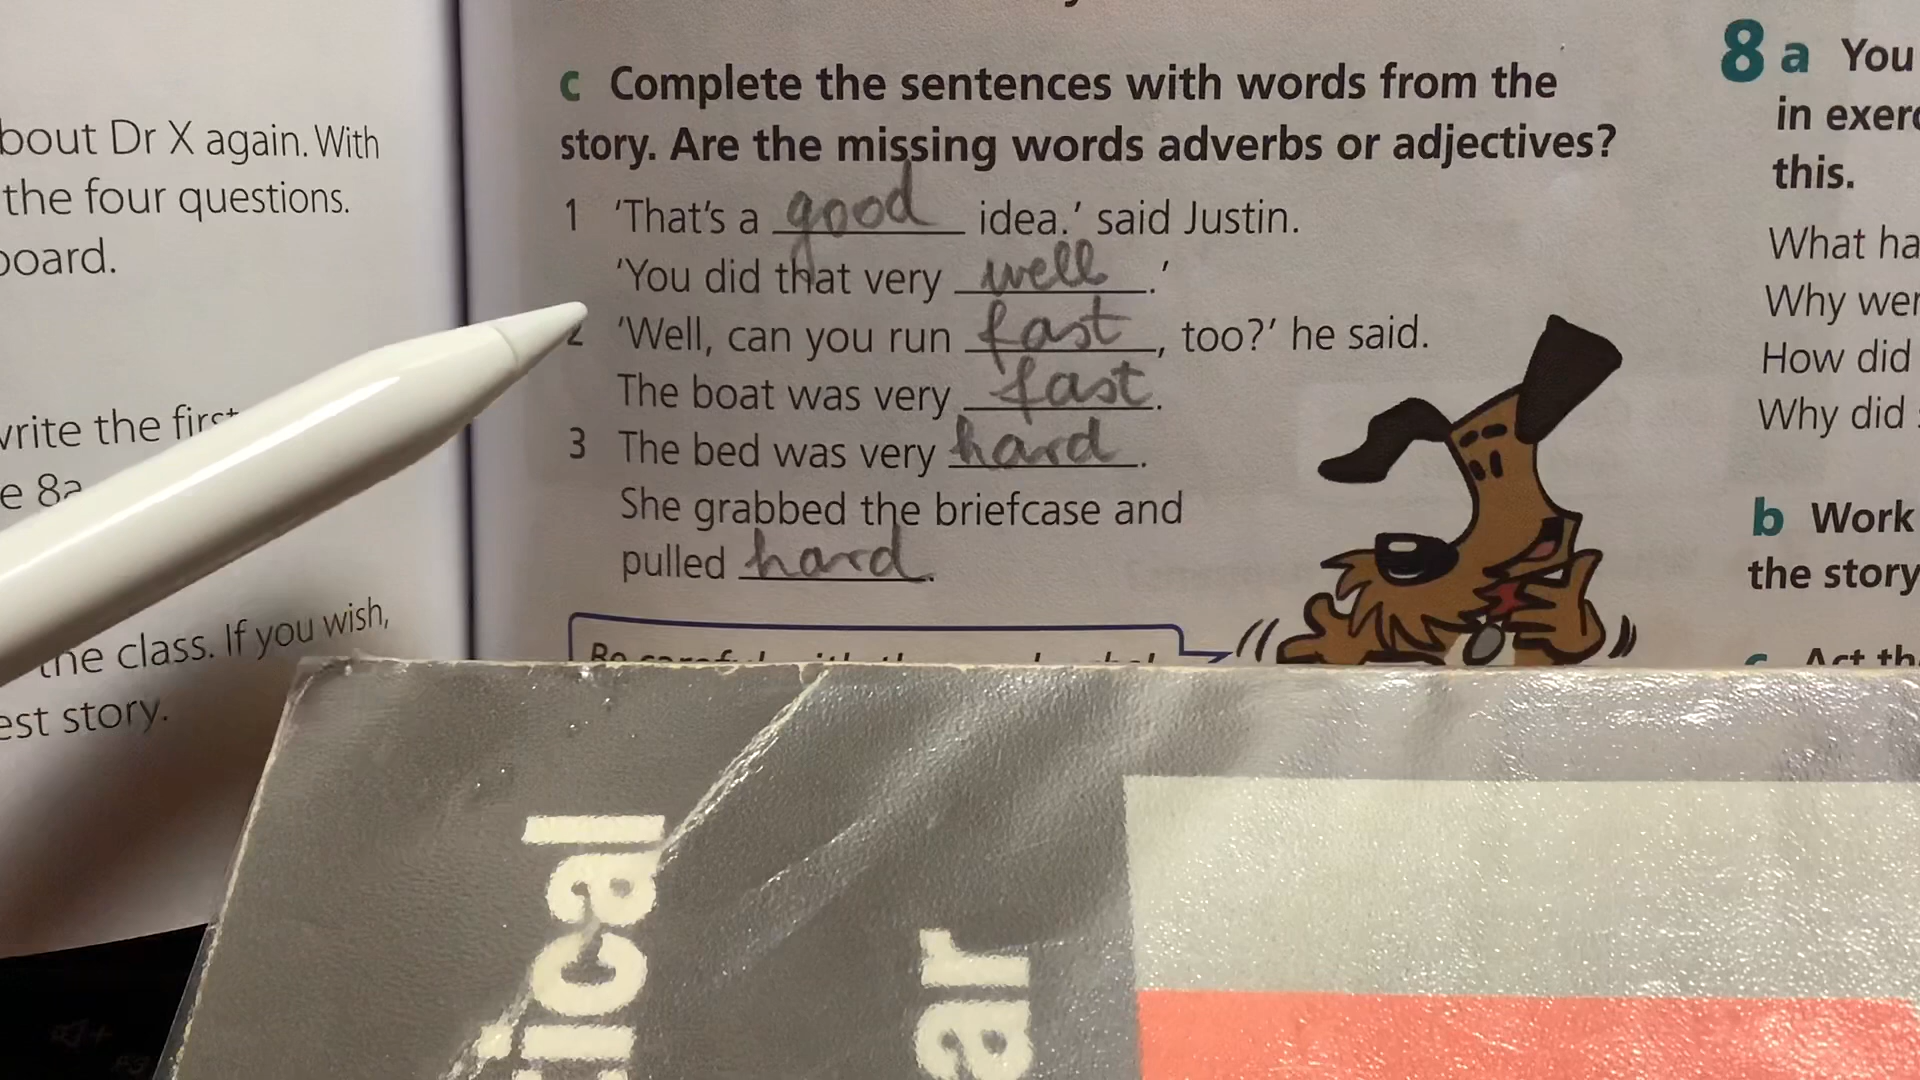 bout Dr X again. With
the four questions.
board.
write the first
e 8a
the class. If you wish,
est story.
c Complete the sentences with words from the
story. Are the missing words adverbs or adjectives?
1 ‘That’s a good idea.’ said Justin.
‘You did that very well.’
2 ‘Well, can you run fast, too?’ he said.
The boat was very fast.
3 The bed was very hard.
She grabbed the briefcase and
pulled hard.
8 a You
in exerc
this.
What ha
Why wer
How did
Why did
b Work
the story
c Act th
ical
ar